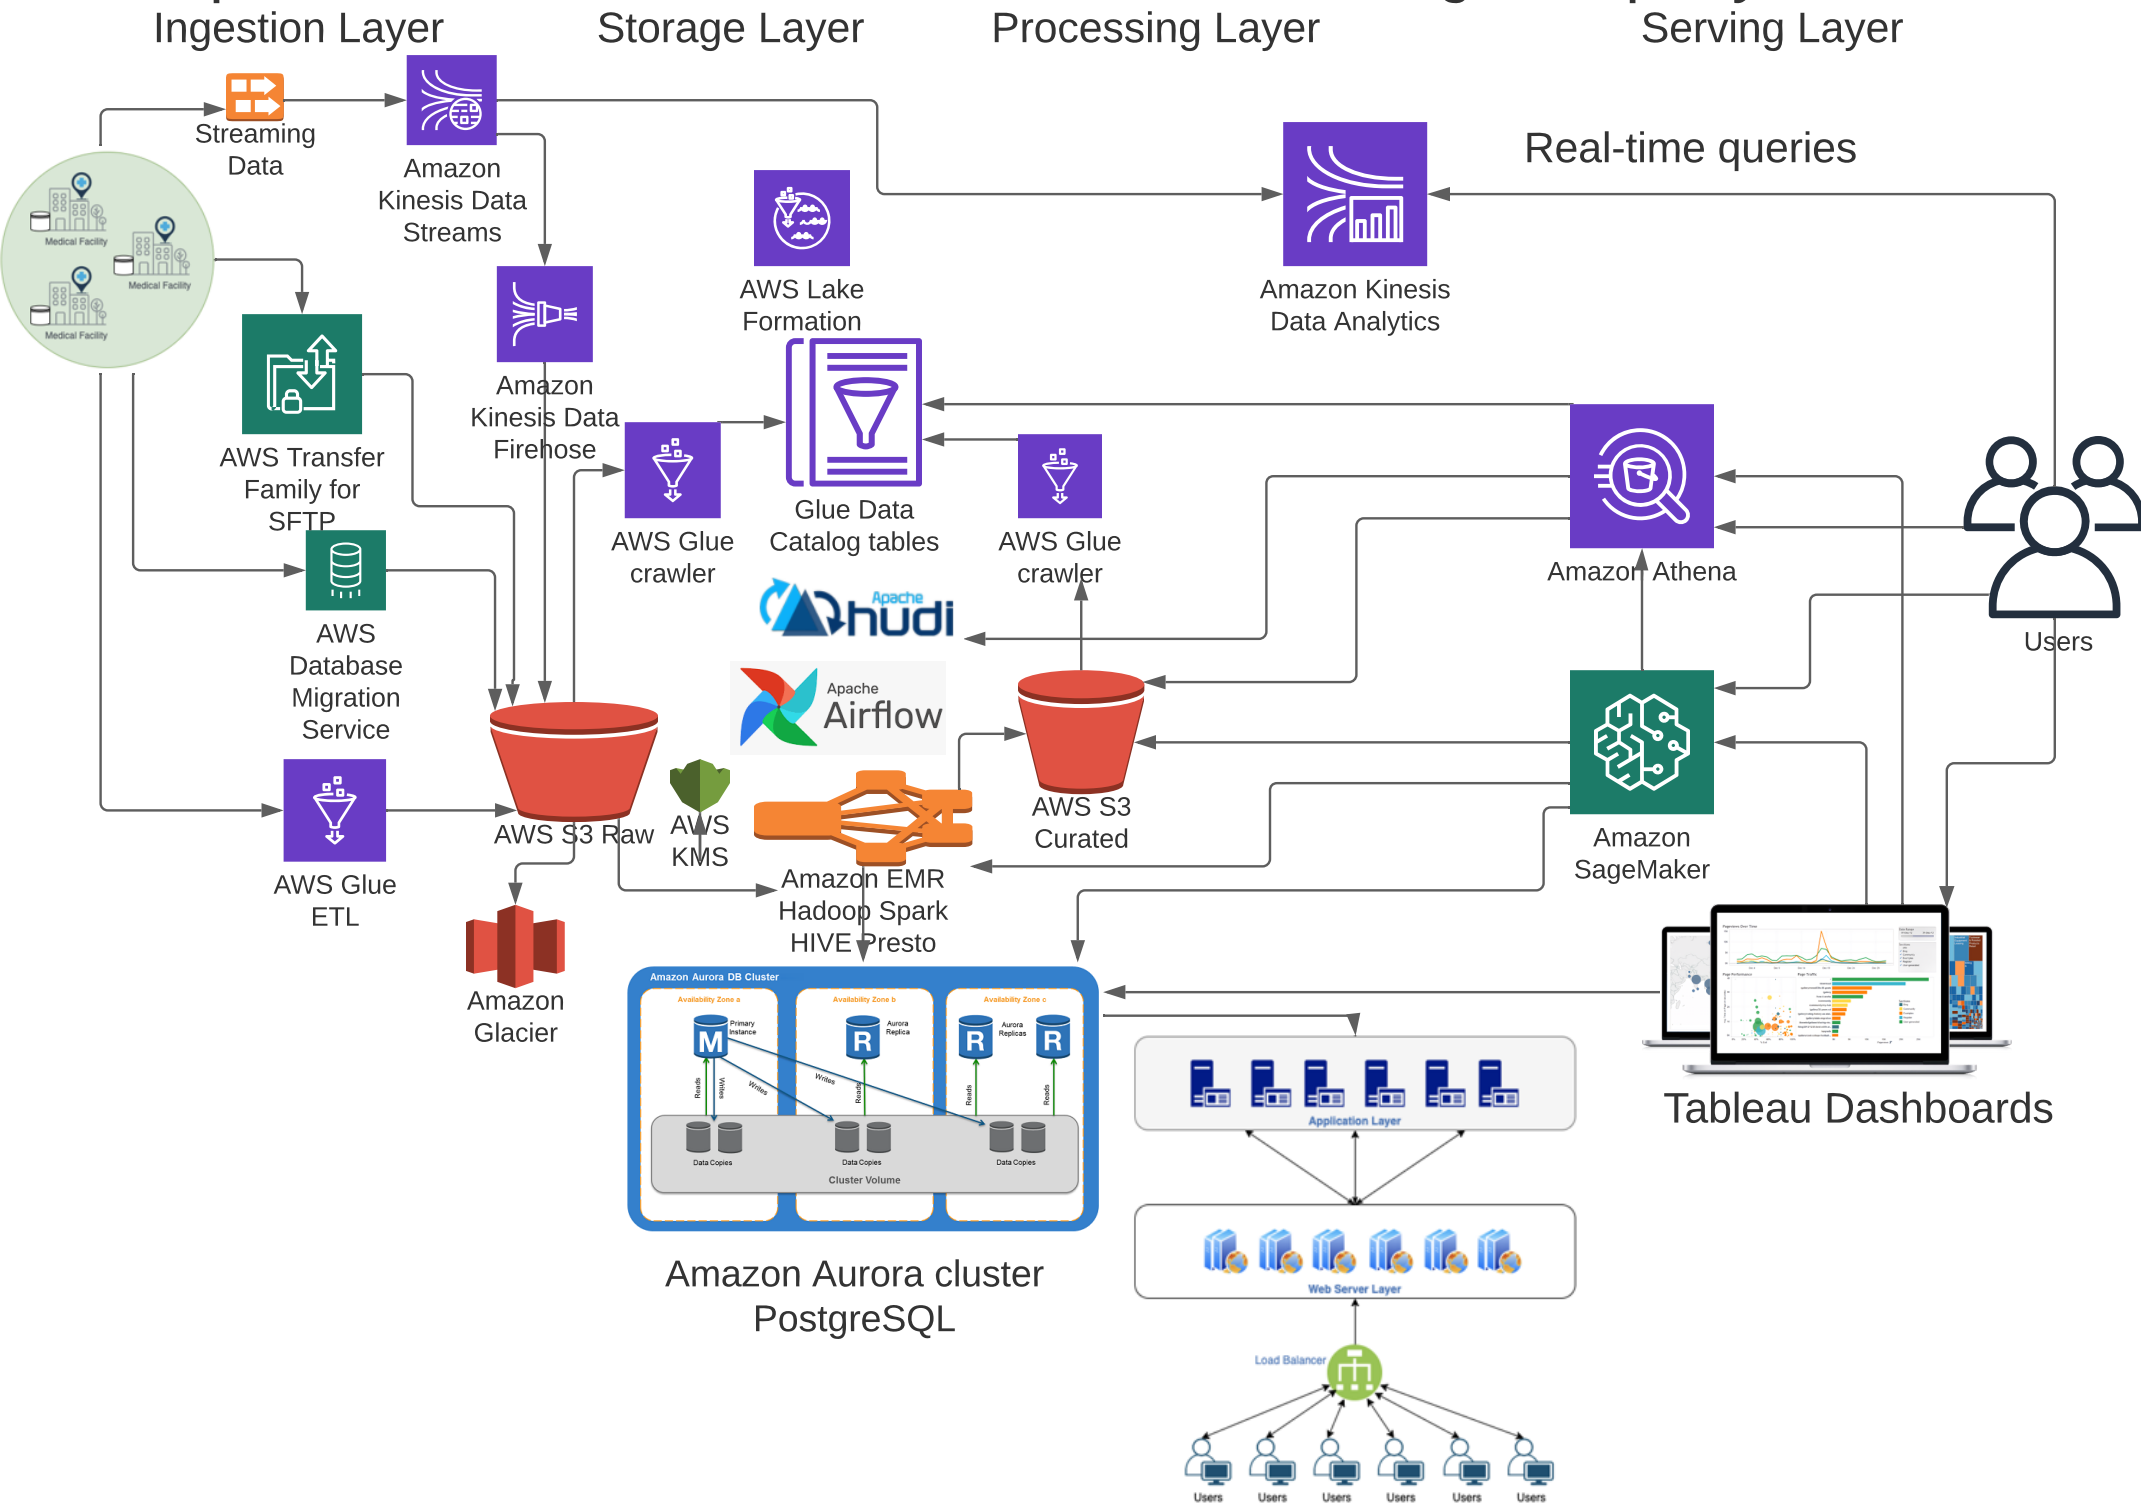 Ingestion Layer
Storage Layer
Processing Layer
Serving Layer
Streaming
Data
Amazon
Kinesis Data
Streams
Real-time queries
Medical Facility
Medical Facility
Medical Facility
AWS Lake
Formation
Amazon Kinesis
Data Analytics
Amazon
Kinesis Data
Firehose
AWS Transfer
Family for
SFTP
Glue Data
Catalog tables
AWS Glue
crawler
AWS Glue
crawler
Amazon Athena
Apache
hudi
Users
AWS
Database
Migration
Service
Apache
Airflow
AWS S3 Raw
AWS
KMS
AWS S3
Curated
Amazon
SageMaker
AWS Glue
ETL
Amazon EMR
Hadoop Spark
HIVE Presto
Amazon
Glacier
Amazon Aurora DB Cluster
Availability Zone a
Availability Zone b
Availability Zone c
M
Primary
Instance
R
Aurora
Replica
R
Aurora
Replicas
R
Reads
Writes
Writes
Writes
Reads
Reads
Reads
Data Copies
Data Copies
Data Copies
Cluster Volume
Tableau Dashboards
Application Layer
Amazon Aurora cluster
PostgreSQL
Web Server Layer
Load Balancer
Users
Users
Users
Users
Users
Users